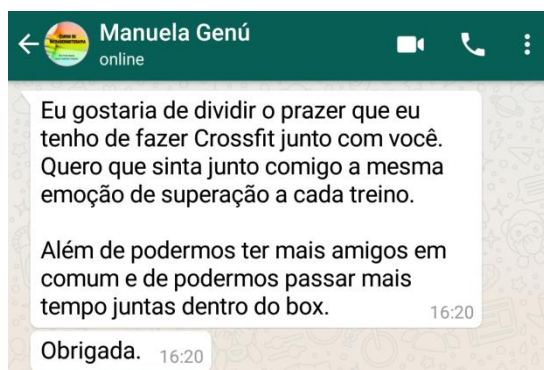 Manuela Genú
online
Eu gostaria de dividir o prazer que eu
tenho de fazer Crossfit junto com você.
Quero que sinta junto comigo a mesma
emoção de superação a cada treino.
Além de podermos ter mais amigos em
comum e de podermos passar mais
tempo juntas dentro do box.
16:20
Obrigada. 16:20